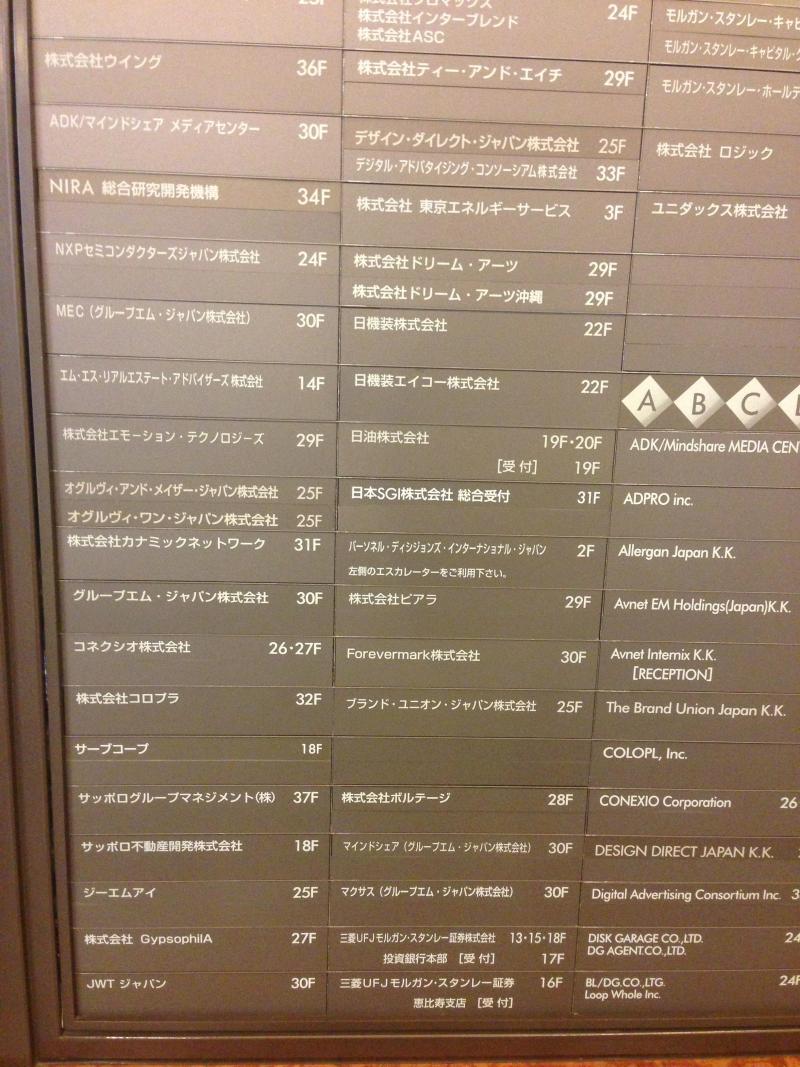 株式会社ウイング 36F
ADK/マインドシェア メディアセンター 30F
NIRA 総合研究開発機構 34F
NXPセミコンダクターズジャパン株式会社 24F
MEC（グループエム・ジャパン株式会社） 30F
エム・エス・リアルエステート・アドバイザーズ株式会社 14F
株式会社エモーション・テクノロジーズ 29F
オグルヴィ・アンド・メイザー・ジャパン株式会社 25F
オグルヴィ・ワン・ジャパン株式会社 25F
株式会社カナミックネットワーク 31F
グループエム・ジャパン株式会社 30F
コネクシオ株式会社 26・27F
株式会社コロプラ 32F
サーブコープ 18F
サッポログループマネジメント(株) 37F
サッポロ不動産開発株式会社 18F
ジーエムアイ 25F
株式会社 GypsophilA 27F
JWT ジャパン 30F
株式会社インターブレンド 24F
株式会社ASC
株式会社ティー・アンド・エイチ 29F
デザイン・ダイレクト・ジャパン株式会社 25F
デジタル・アドバタイジング・コンソーシアム株式会社 33F
株式会社 東京エネルギーサービス 3F
株式会社ドリーム・アーツ 29F
株式会社ドリーム・アーツ沖縄 29F
日機装株式会社 22F
日機装エイコー株式会社 22F
日油株式会社 19F・20F
［受 付］ 19F
日本SGI株式会社 総合受付 31F
パーソネル・ディシジョンズ・インターナショナル・ジャパン 2F
左側のエスカレーターをご利用下さい。
株式会社ビアラ 29F
Forevermark株式会社 30F
ブランド・ユニオン・ジャパン株式会社 25F
株式会社ボルテージ 28F
マインドシェア（グループエム・ジャパン株式会社） 30F
マクサス（グループエム・ジャパン株式会社） 30F
三菱UFJモルガン・スタンレー証券株式会社 13・15・18F
投資銀行本部 ［受 付］ 17F
三菱UFJモルガン・スタンレー証券 16F
恵比寿支店 ［受 付］
モルガン・スタンレー・キャピ
モルガン・スタンレー・キャピタル・
モルガン・スタンレー・ホールデ
株式会社 ロジック
ユニダックス株式会社
A B C
ADK/Mindshare MEDIA CEN
ADPRO inc.
Allergan Japan K.K.
Avnet EM Holdings(Japan)K.K.
Avnet Internix K.K.
[RECEPTION]
The Brand Union Japan K.K.
COLOPL, Inc.
CONEXIO Corporation 26
DESIGN DIRECT JAPAN K.K.
Digital Advertising Consortium Inc. 3
DISK GARAGE CO.,LTD. 24
DG AGENT.CO.,LTD.
BL/DG.CO.,LTG. 24F
Loop Whole Inc.